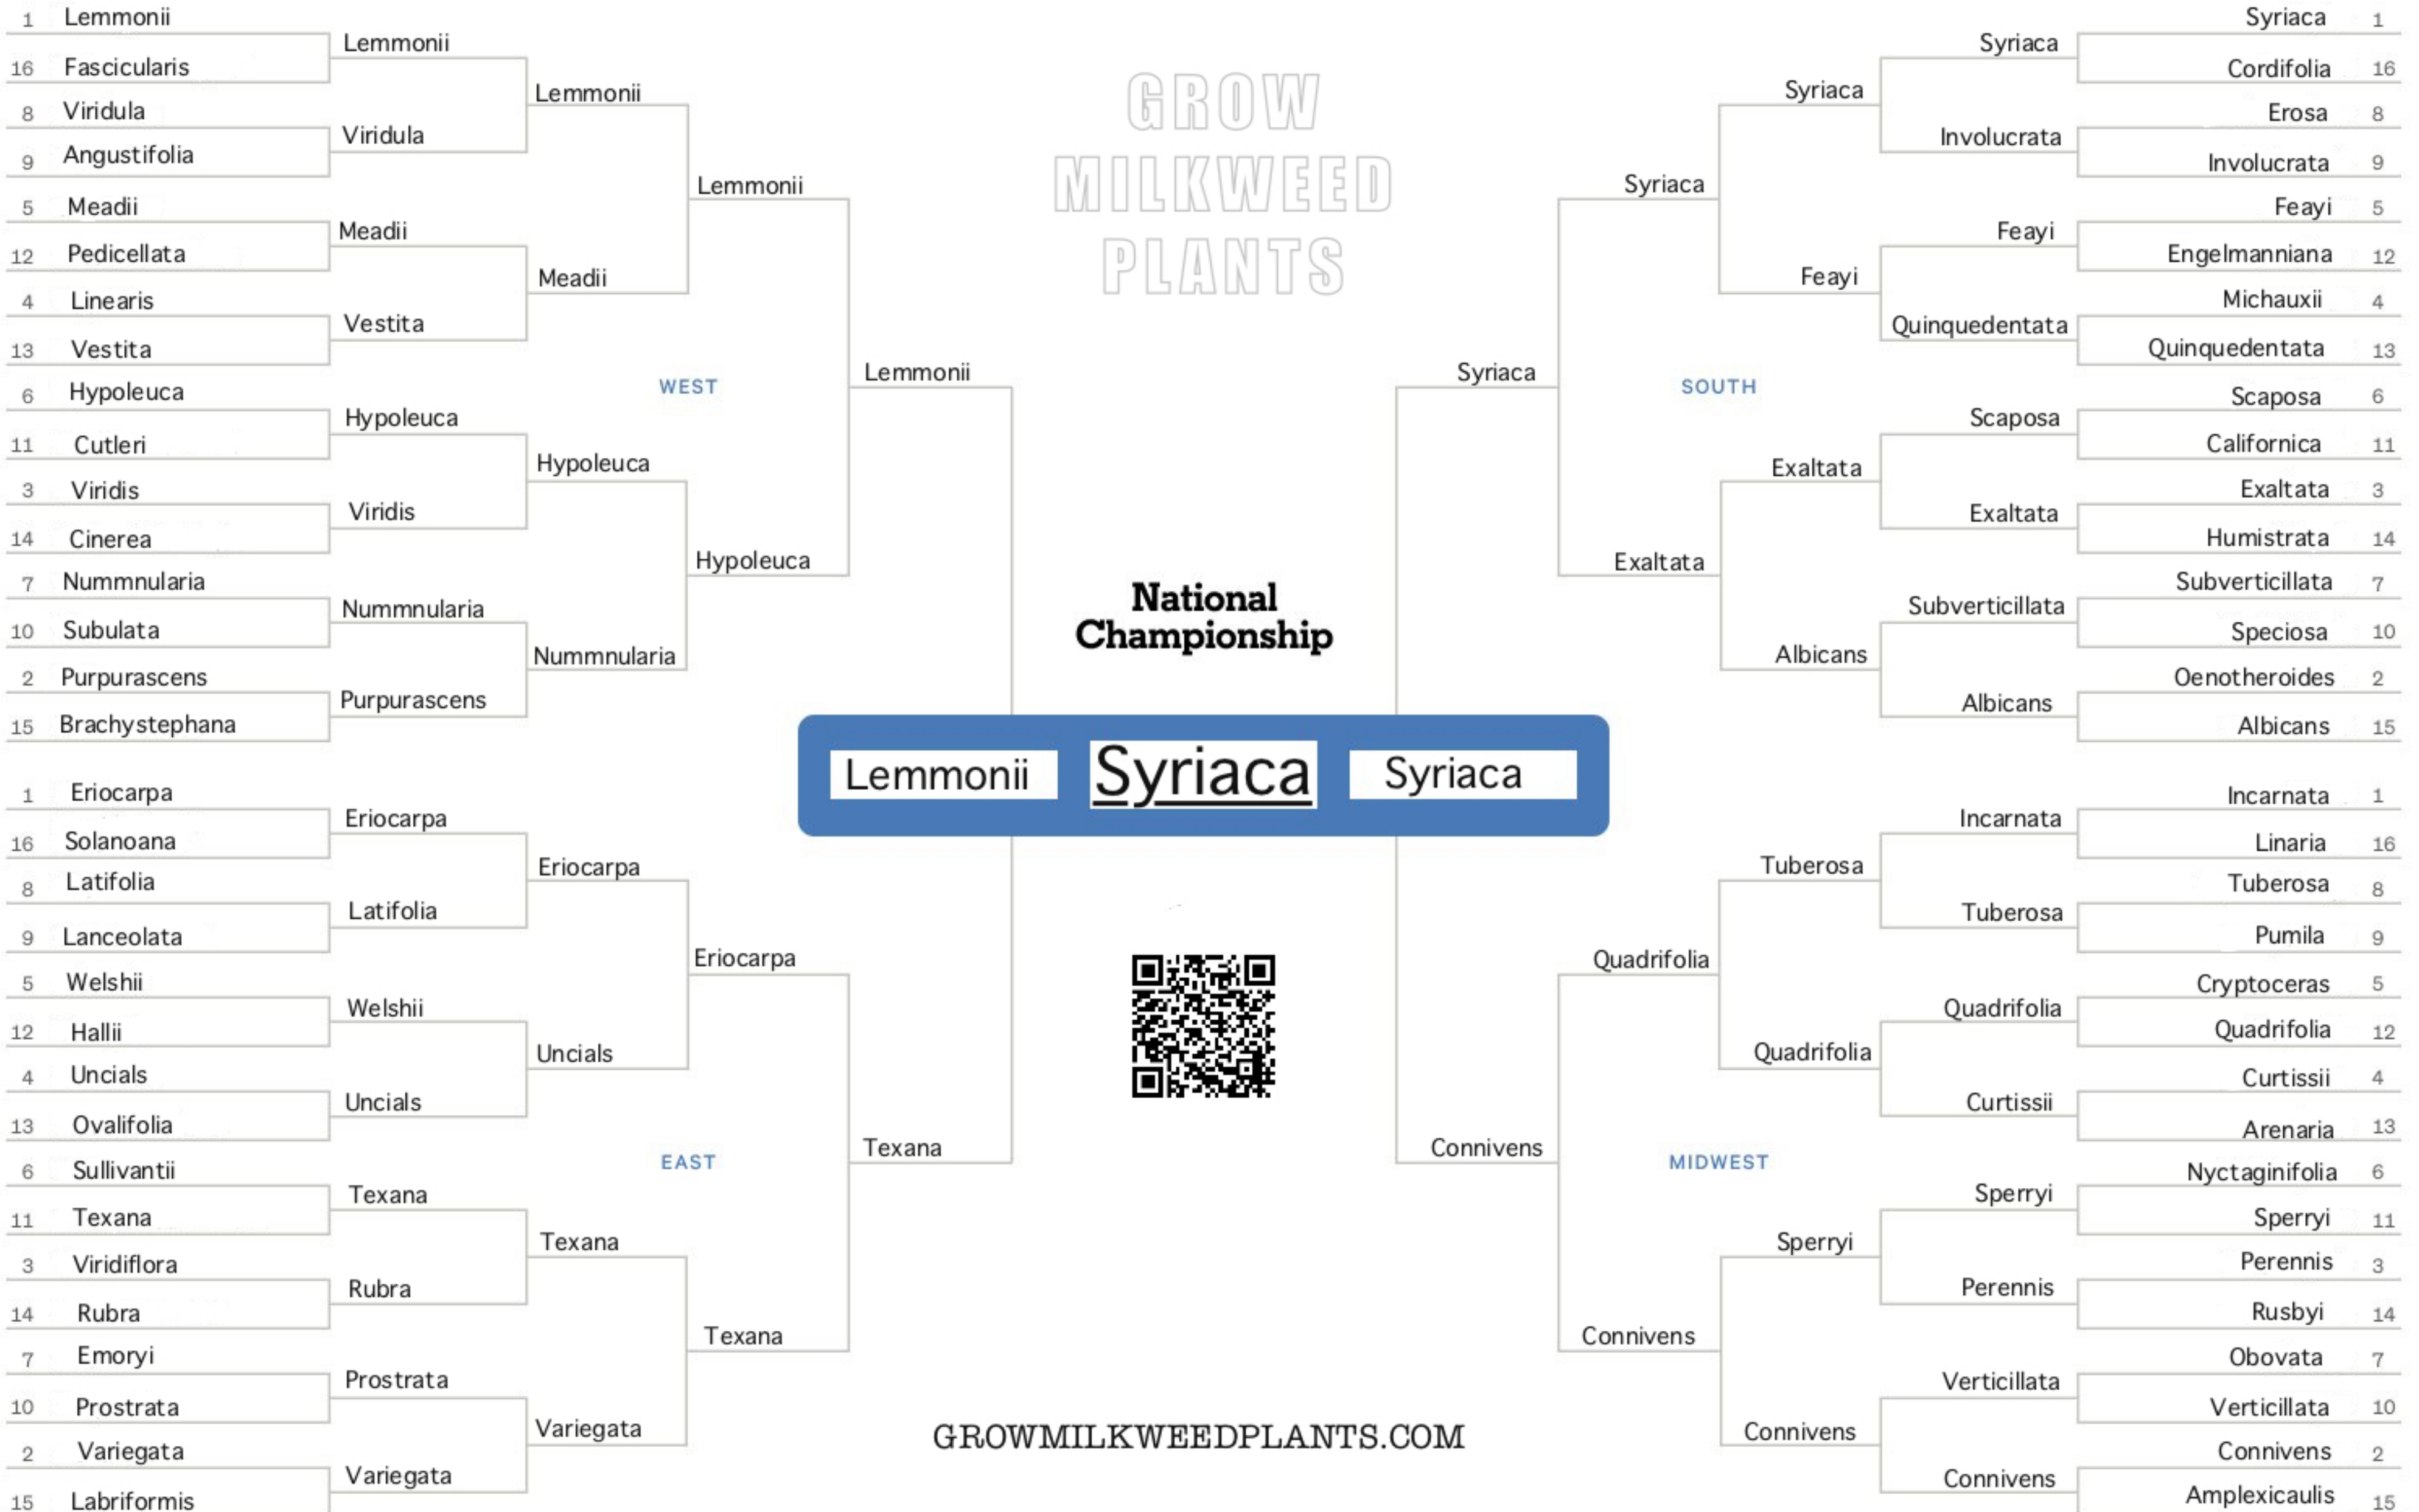 1 Lemmonii
16 Fascicularis
8 Viridula
9 Angustifolia
5 Meadii
12 Pedicellata
4 Linearis
13 Vestita
6 Hypoleuca
11 Cutleri
3 Viridis
14 Cinerea
7 Nummnularia
10 Subulata
2 Purpurascens
15 Brachystephana
Lemmonii
Viridula
Meadii
Vestita
Hypoleuca
Viridis
Nummnularia
Purpurascens
Lemmonii
Meadii
Hypoleuca
Nummnularia
Lemmonii
Hypoleuca
WEST
Lemmonii
1 Eriocarpa
16 Solanoana
8 Latifolia
9 Lanceolata
5 Welshii
12 Hallii
4 Uncials
13 Ovalifolia
6 Sullivantii
11 Texana
3 Viridiflora
14 Rubra
7 Emoryi
10 Prostrata
2 Variegata
15 Labriformis
Eriocarpa
Latifolia
Welshii
Uncials
Texana
Rubra
Prostrata
Variegata
Eriocarpa
Uncials
Texana
Variegata
Eriocarpa
Texana
EAST
Texana
GROW
MILKWEED
PLANTS
National
Championship
Lemmonii Syriaca Syriaca
GROWMILKWEEDPLANTS.COM
Syriaca 1
Cordifolia 16
Erosa 8
Involucrata 9
Feayi 5
Engelmanniana 12
Michauxii 4
Quinquedentata 13
Scaposa 6
Californica 11
Exaltata 3
Humistrata 14
Subverticillata 7
Speciosa 10
Oenotheroides 2
Albicans 15
Syriaca
Involucrata
Feayi
Quinquedentata
Scaposa
Exaltata
Subverticillata
Albicans
Syriaca
Feayi
Exaltata
Albicans
Syriaca
Exaltata
SOUTH
Syriaca
Incarnata 1
Linaria 16
Tuberosa 8
Pumila 9
Cryptoceras 5
Quadrifolia 12
Curtissii 4
Arenaria 13
Nyctaginifolia 6
Sperryi 11
Perennis 3
Rusbyi 14
Obovata 7
Verticillata 10
Connivens 2
Amplexicaulis 15
Incarnata
Tuberosa
Quadrifolia
Curtissii
Sperryi
Perennis
Verticillata
Connivens
Tuberosa
Quadrifolia
Sperryi
Connivens
Quadrifolia
Connivens
MIDWEST
Connivens